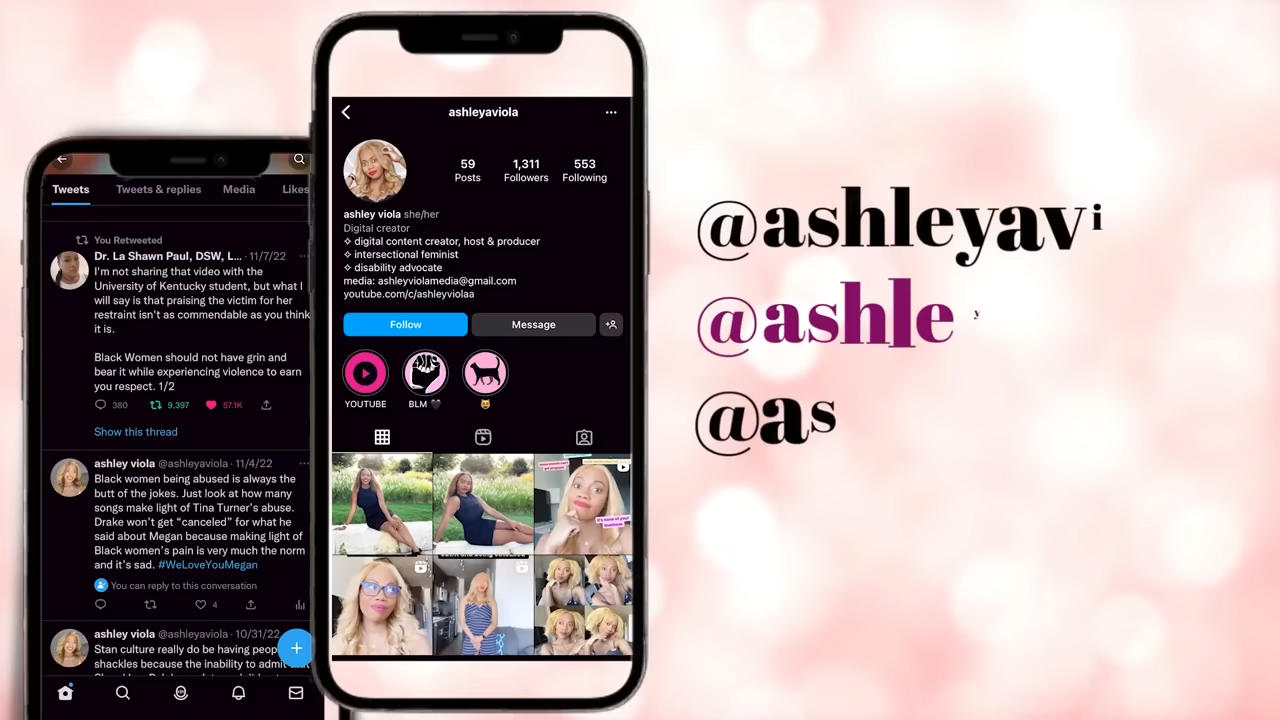 Tweets Tweets & replies Media Likes
You Retweeted
Dr. La Shawn Paul, DSW, L... · 11/7/22
I'm not sharing that video with the
University of Kentucky student, but what I
will say is that praising the victim for her
restraint isn't as commendable as you think
it is.
Black Women should not have grin and
bear it while experiencing violence to earn
you respect. 1/2
380 9,397 57.1K
Show this thread
ashley viola @ashleyaviola · 11/4/22
Black women being abused is always the
butt of the jokes. Just look at how many
songs make light of Tina Turner's abuse.
Drake won't get “canceled” for what he
said about Megan because making light of
Black women's pain is very much the norm
and it's sad. #WeLoveYouMegan
You can reply to this conversation
4
ashley viola @ashleyaviola · 10/31/22
Stan culture really do be having
shackles because the inability to admit
ashleyaviola
59 1,311 553
Posts Followers Following
ashley viola she/her
Digital creator
✧ digital content creator, host & producer
✧ intersectional feminist
✧ disability advocate
media: ashleyviolamedia@gmail.com
youtube.com/c/ashleyviolaa
Follow Message
YOUTUBE BLM 🖤 😼
@ashleyavi
@ashley
@as